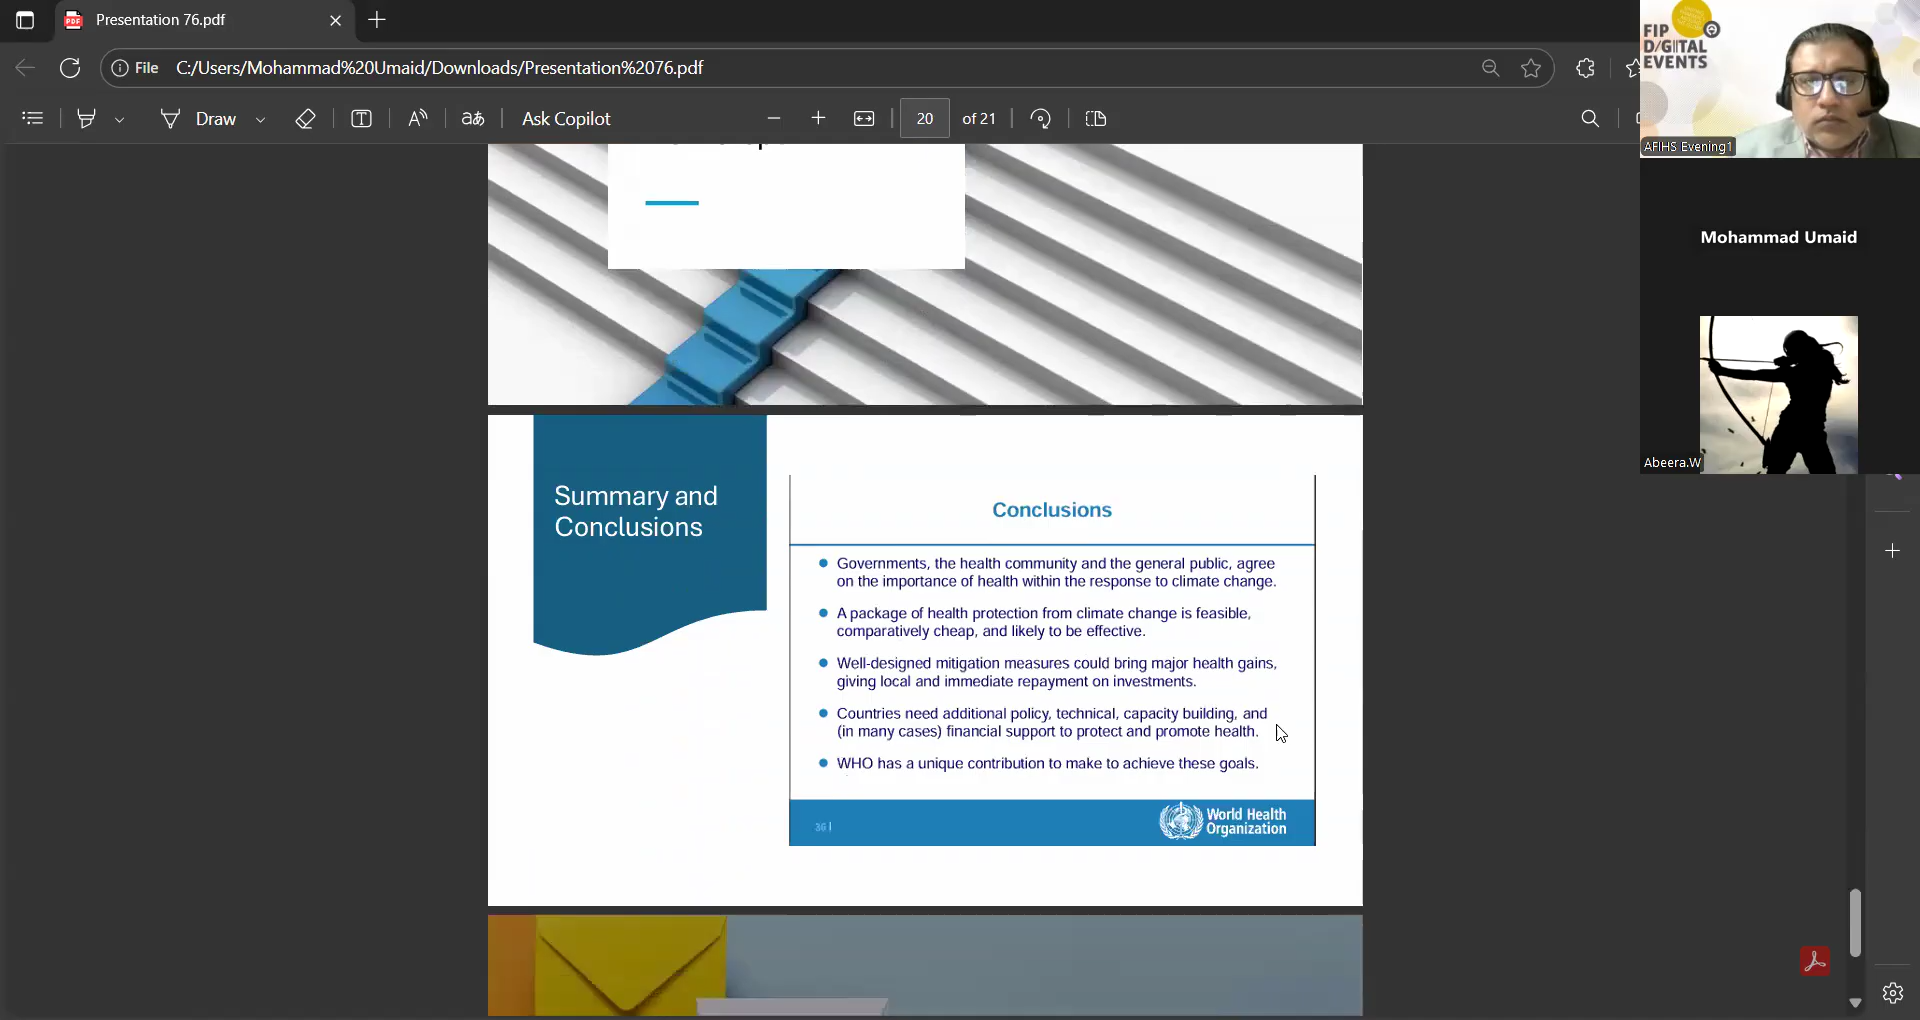 Presentation 76.pdf
File
C:/Users/Mohammad%20Umaid/Downloads/Presentation%2076.pdf
Draw
Ask Copilot
20
of 21
FIP
DIGITAL
EVENTS
AFIHS Evening1
Mohammad Umaid
Abeera.W
Summary and
Conclusions
Conclusions
Governments, the health community and the general public, agree
on the importance of health within the response to climate change.
A package of health protection from climate change is feasible,
comparatively cheap, and likely to be effective.
Well-designed mitigation measures could bring major health gains,
giving local and immediate repayment on investments.
Countries need additional policy, technical, capacity building, and
(in many cases) financial support to protect and promote health.
WHO has a unique contribution to make to achieve these goals.
36 |
World Health
Organization